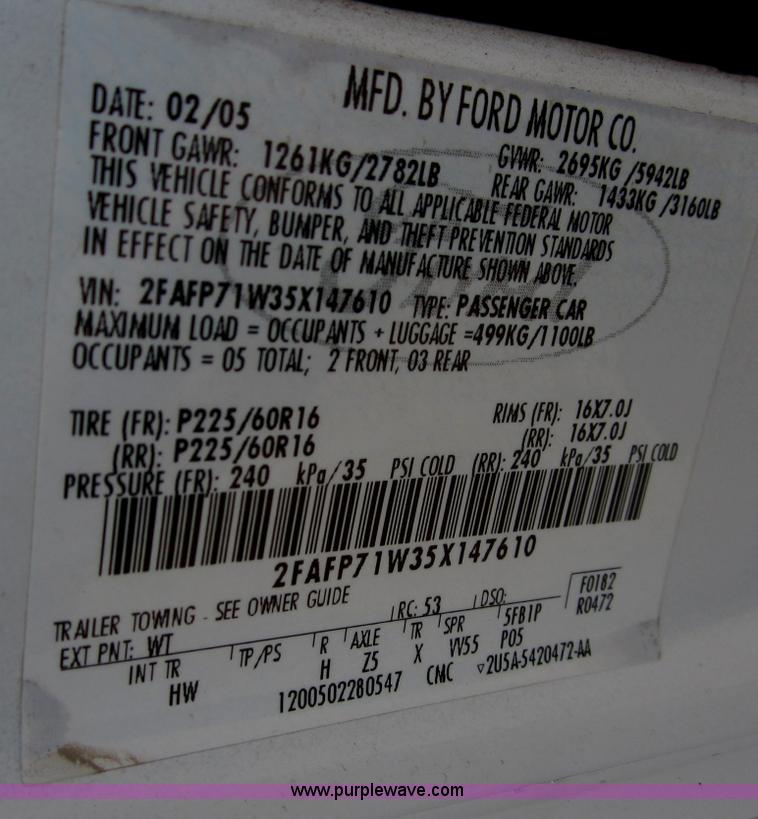 MFD. BY FORD MOTOR CO.
DATE: 02/05 GVWR: 2695KG /5942LB
FRONT GAWR: 1261KG/2782LB REAR GAWR: 1433KG /3160LB
THIS VEHICLE CONFORMS TO ALL APPLICABLE FEDERAL MOTOR
VEHICLE SAFETY, BUMPER, AND THEFT PREVENTION STANDARDS
IN EFFECT ON THE DATE OF MANUFACTURE SHOWN ABOVE.
VIN: 2FAFP71W35X147610 TYPE: PASSENGER CAR
MAXIMUM LOAD = OCCUPANTS + LUGGAGE =499KG/1100LB
OCCUPANTS = 05 TOTAL; 2 FRONT, 03 REAR
TIRE (FR): P225/60R16 RIMS (FR): 16X7.0J
(RR): P225/60R16 (RR): 16X7.0J
PRESSURE (FR): 240 kPa/35 PSI COLD (RR): 240 kPa/35 PSI COLD
2FAFP71W35X147610
TRAILER TOWING - SEE OWNER GUIDE
EXT PNT: WT RC: 53 DSO: F0182
R0472
INT TR TP/PS R AXLE TR SPR 5FB1P
HW H Z5 X VV55 P05
1200502280547 CMC ▽2U5A-5420472-AA
www.purplewave.com